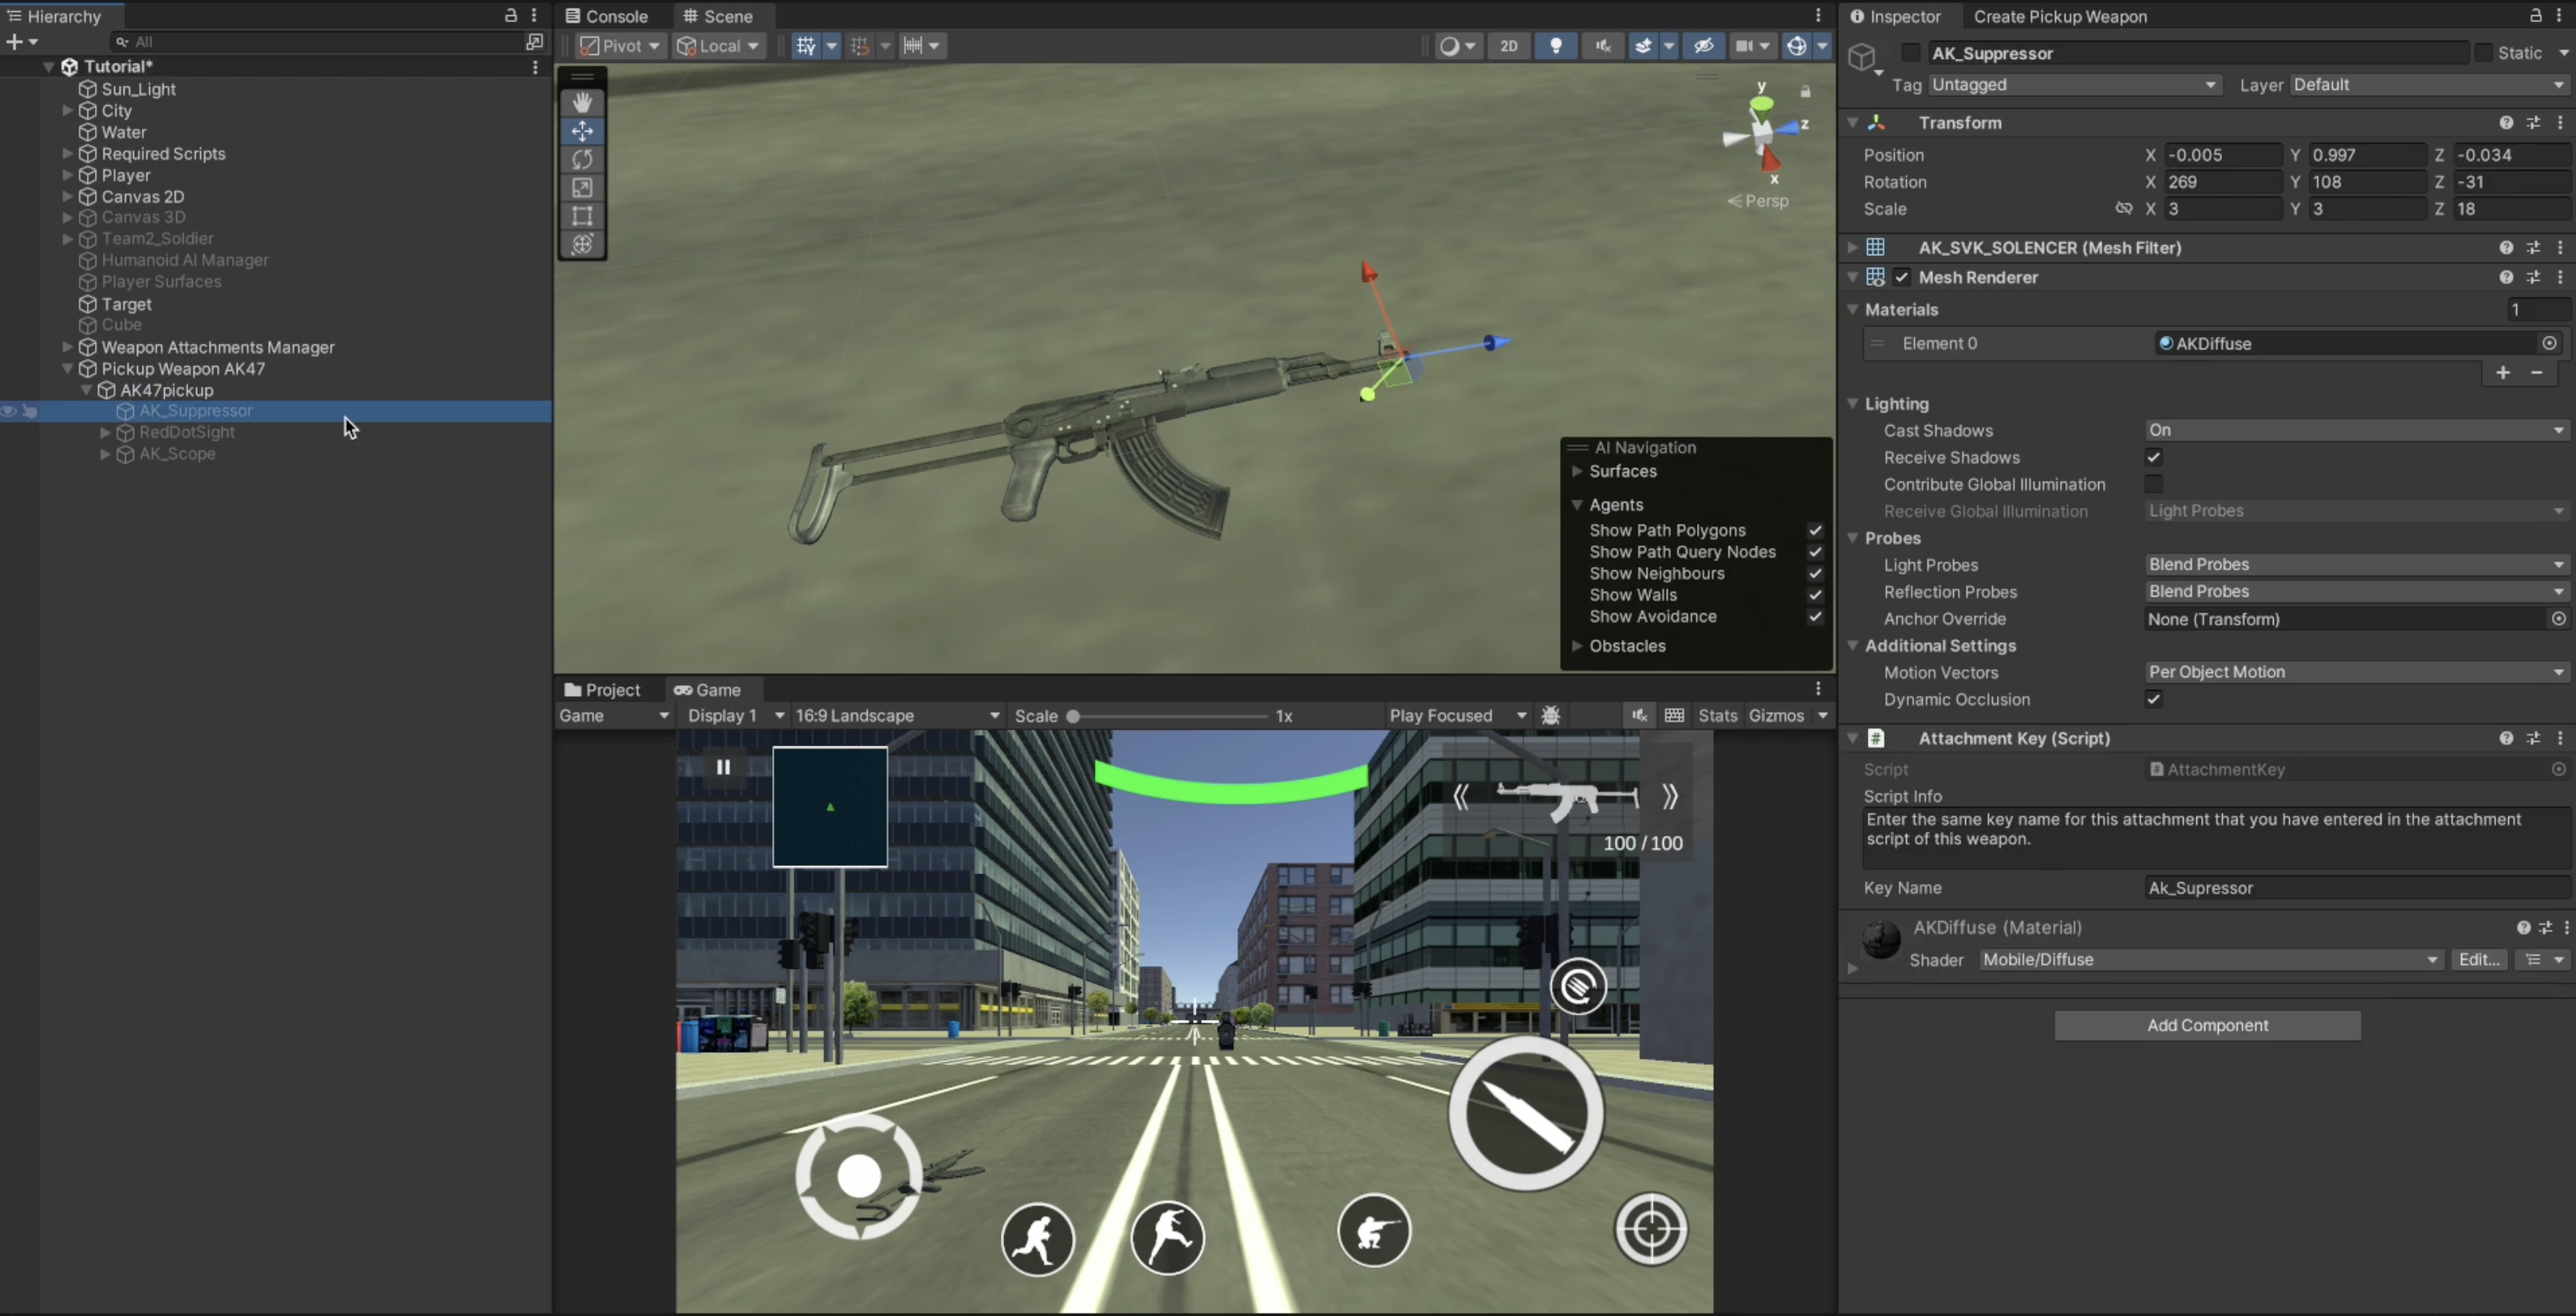 Hierarchy
All
Tutorial*
Sun_Light
City
Water
Required Scripts
Player
Canvas 2D
Canvas 3D
Team2_Soldier
Humanoid AI Manager
Player Surfaces
Target
Cube
Weapon Attachments Manager
Pickup Weapon AK47
AK47pickup
AK_Suppressor
RedDotSight
AK_Scope
Console
Scene
Pivot
Local
2D
y
z
x
Persp
AI Navigation
Surfaces
Agents
Show Path Polygons
Show Path Query Nodes
Show Neighbours
Show Walls
Show Avoidance
Obstacles
Project
Game
Game
Display 1
16:9 Landscape
Scale
1x
Play Focused
Stats
Gizmos
100 / 100
Inspector
Create Pickup Weapon
AK_Suppressor
Static
Tag Untagged
Layer Default
Transform
Position X -0.005 Y 0.997 Z -0.034
Rotation X 269 Y 108 Z -31
Scale X 3 Y 3 Z 18
AK_SVK_SOLENCER (Mesh Filter)
Mesh Renderer
Materials 1
Element 0 AKDiffuse
Lighting
Cast Shadows On
Receive Shadows
Contribute Global Illumination
Receive Global Illumination Light Probes
Probes
Light Probes Blend Probes
Reflection Probes Blend Probes
Anchor Override None (Transform)
Additional Settings
Motion Vectors Per Object Motion
Dynamic Occlusion
Attachment Key (Script)
Script AttachmentKey
Script Info
Enter the same key name for this attachment that you have entered in the attachment
script of this weapon.
Key Name Ak_Supressor
AKDiffuse (Material)
Shader Mobile/Diffuse Edit...
Add Component